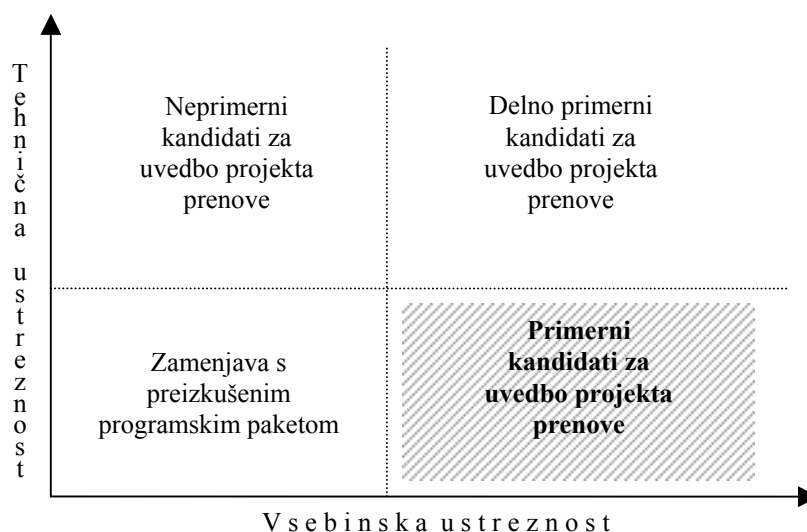 Tehnična ustreznost
Neprimerni
kandidati za
uvedbo projekta
prenove
Delno primerni
kandidati za
uvedbo projekta
prenove
Zamenjava s
preizkušenim
programskim paketom
Primerni
kandidati za
uvedbo projekta
prenove
Vsebinska ustreznost